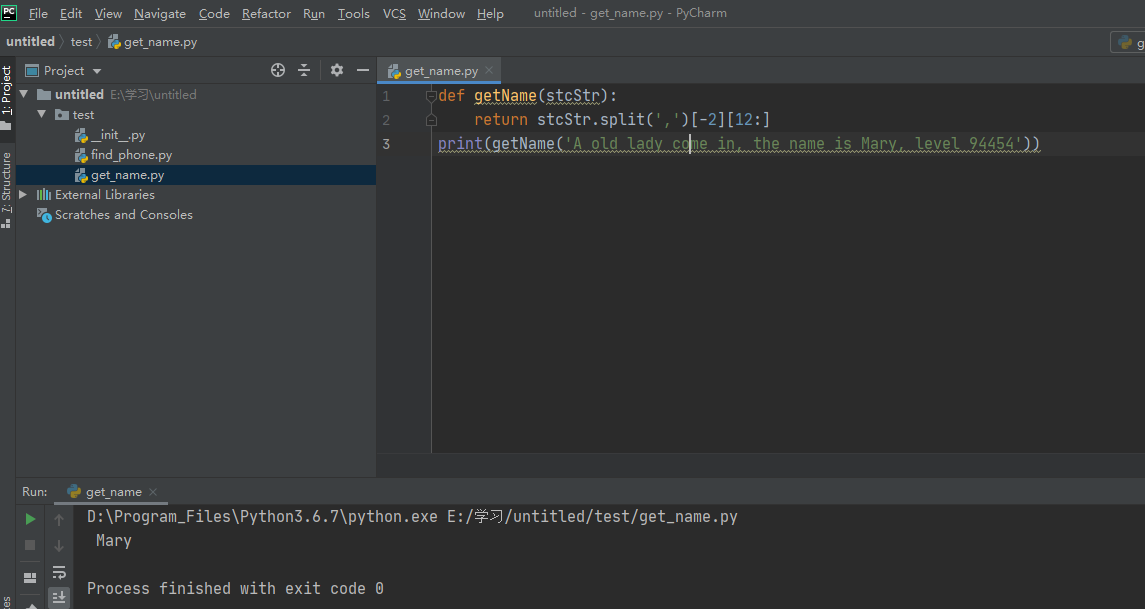 PC File Edit View Navigate Code Refactor Run Tools VCS Window Help untitled - get_name.py - PyCharm
untitled test get_name.py g
1: Project
Project
get_name.py
untitled E:\学习\untitled
test
__init__.py
find_phone.py
get_name.py
External Libraries
Scratches and Consoles
7: Structure
1 def getName(stcStr):
2 return stcStr.split(',')[-2][12:]
3 print(getName('A old lady come in, the name is Mary, level 94454'))
Run: get_name
D:\Program_Files\Python3.6.7\python.exe E:/学习/untitled/test/get_name.py
Mary
Process finished with exit code 0